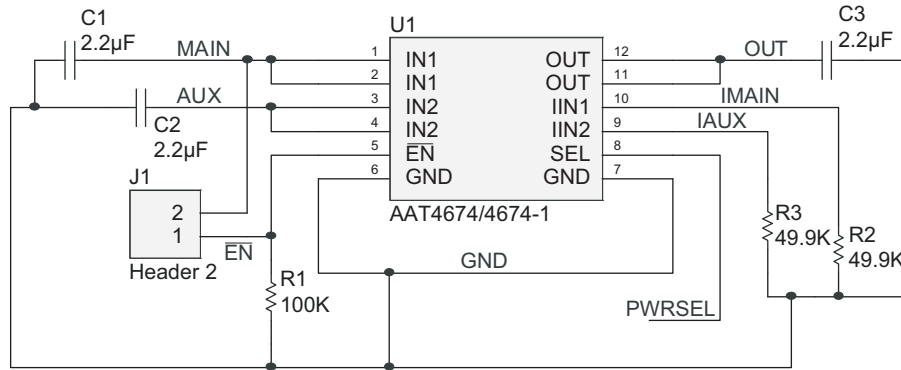 C1
2.2µF
MAIN
AUX
C2
2.2µF
J1
2
1
Header 2
EN
R1
100K
U1
1 IN1 OUT 12
2 IN1 OUT 11
3 IN2 IIN1 10
4 IN2 IIN2 9
5 EN SEL 8
6 GND GND 7
AAT4674/4674-1
GND
PWRSEL
OUT
C3
2.2µF
IMAIN
IAUX
R3
49.9K
R2
49.9K